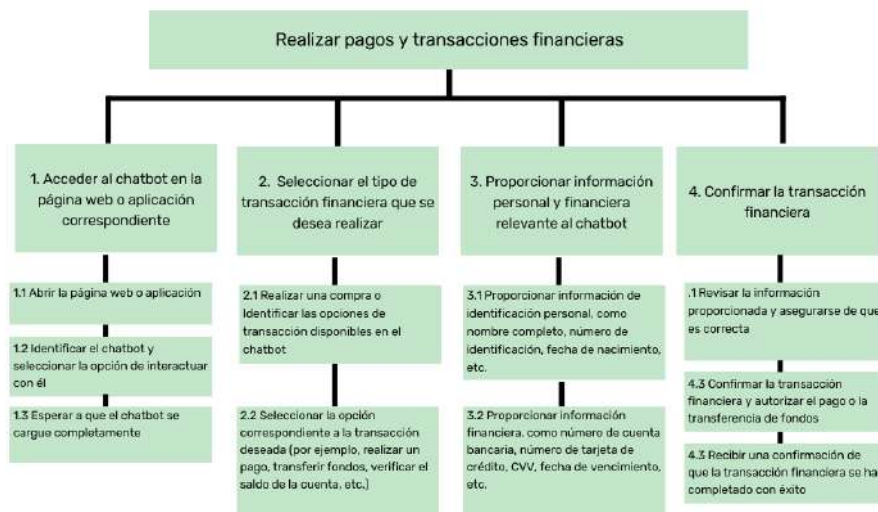 Realizar pagos y transacciones financieras
1. Acceder al chatbot en la
página web o aplicación
correspondiente
1.1 Abrir la página web o aplicación
1.2 Identificar el chatbot y
seleccionar la opción de interactuar
con él
1.3 Esperar a que el chatbot se
cargue completamente
2. Seleccionar el tipo de
transacción financiera que se
desea realizar
2.1 Realizar una compra o
Identificar las opciones de
transacción disponibles en el
chatbot
2.2 Seleccionar la opción
correspondiente a la transacción
deseada (por ejemplo, realizar un
pago, transferir fondos, verificar el
saldo de la cuenta, etc.)
3. Proporcionar información
personal y financiera
relevante al chatbot
3.1 Proporcionar información de
identificación personal, como
nombre completo, número de
identificación, fecha de nacimiento,
etc.
3.2 Proporcionar información
financiera, como número de cuenta
bancaria, número de tarjeta de
crédito, CVV, fecha de vencimiento,
etc.
4. Confirmar la transacción
financiera
.1 Revisar la información
proporcionada y asegurarse de que
es correcta
4.3 Confirmar la transacción
financiera y autorizar el pago o la
transferencia de fondos
4.3 Recibir una confirmación de
que la transacción financiera se ha
completado con éxito